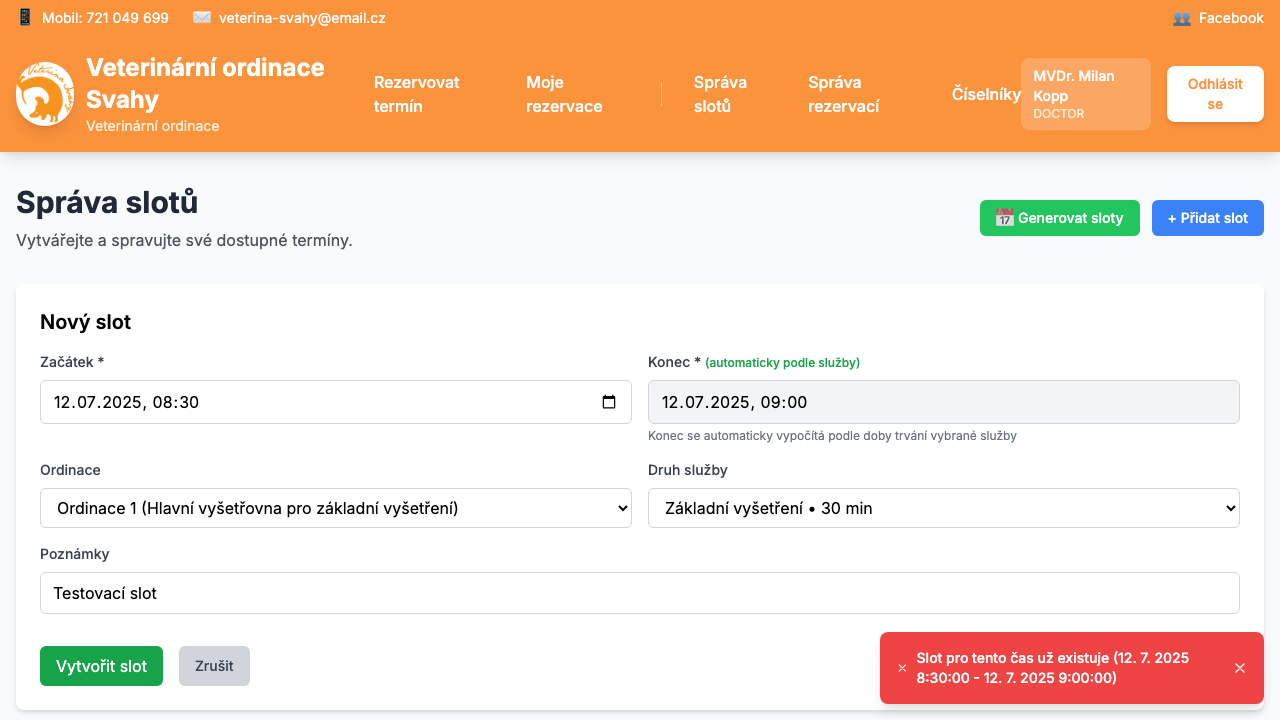 Mobil: 721 049 699
veterina-svahy@email.cz
Facebook
Veterinární ordinace
Svahy
Veterinární ordinace
Rezervovat
termín
Moje
rezervace
Správa
slotů
Správa
rezervací
Číselníky
MVDr. Milan
Kopp
DOCTOR
Odhlásit
se
Správa slotů
Vytvářejte a spravujte své dostupné termíny.
17 Generovat sloty
+ Přidat slot
Nový slot
Začátek *
Konec * (automaticky podle služby)
12.07.2025, 08:30
12.07.2025, 09:00
Konec se automaticky vypočítá podle doby trvání vybrané služby
Ordinace
Druh služby
Ordinace 1 (Hlavní vyšetřovna pro základní vyšetření)
Základní vyšetření • 30 min
Poznámky
Testovací slot
Vytvořit slot
Zrušit
Slot pro tento čas už existuje (12. 7. 2025
8:30:00 - 12. 7. 2025 9:00:00)